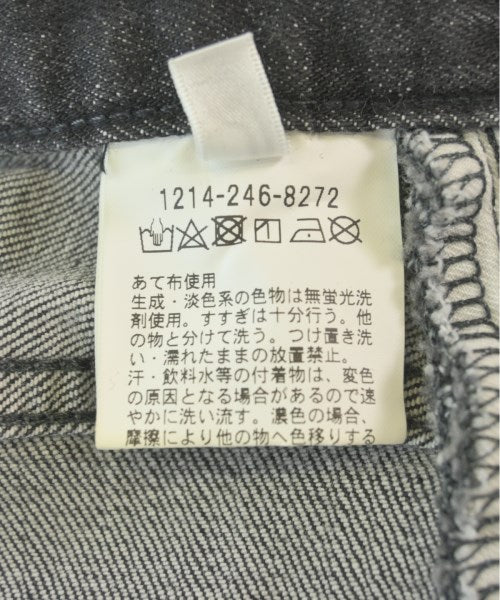 1214-246-8272
あて布使用
生成・淡色系の色物は無蛍光洗
剤使用。すすぎは十分行う。他
の物と分けて洗う。つけ置き洗
い・濡れたままの放置禁止。
汗・飲料水等の付着物は、変色
の原因となる場合があるので速
やかに洗い流す。濃色の場合、
摩擦により他の物へ色移りする